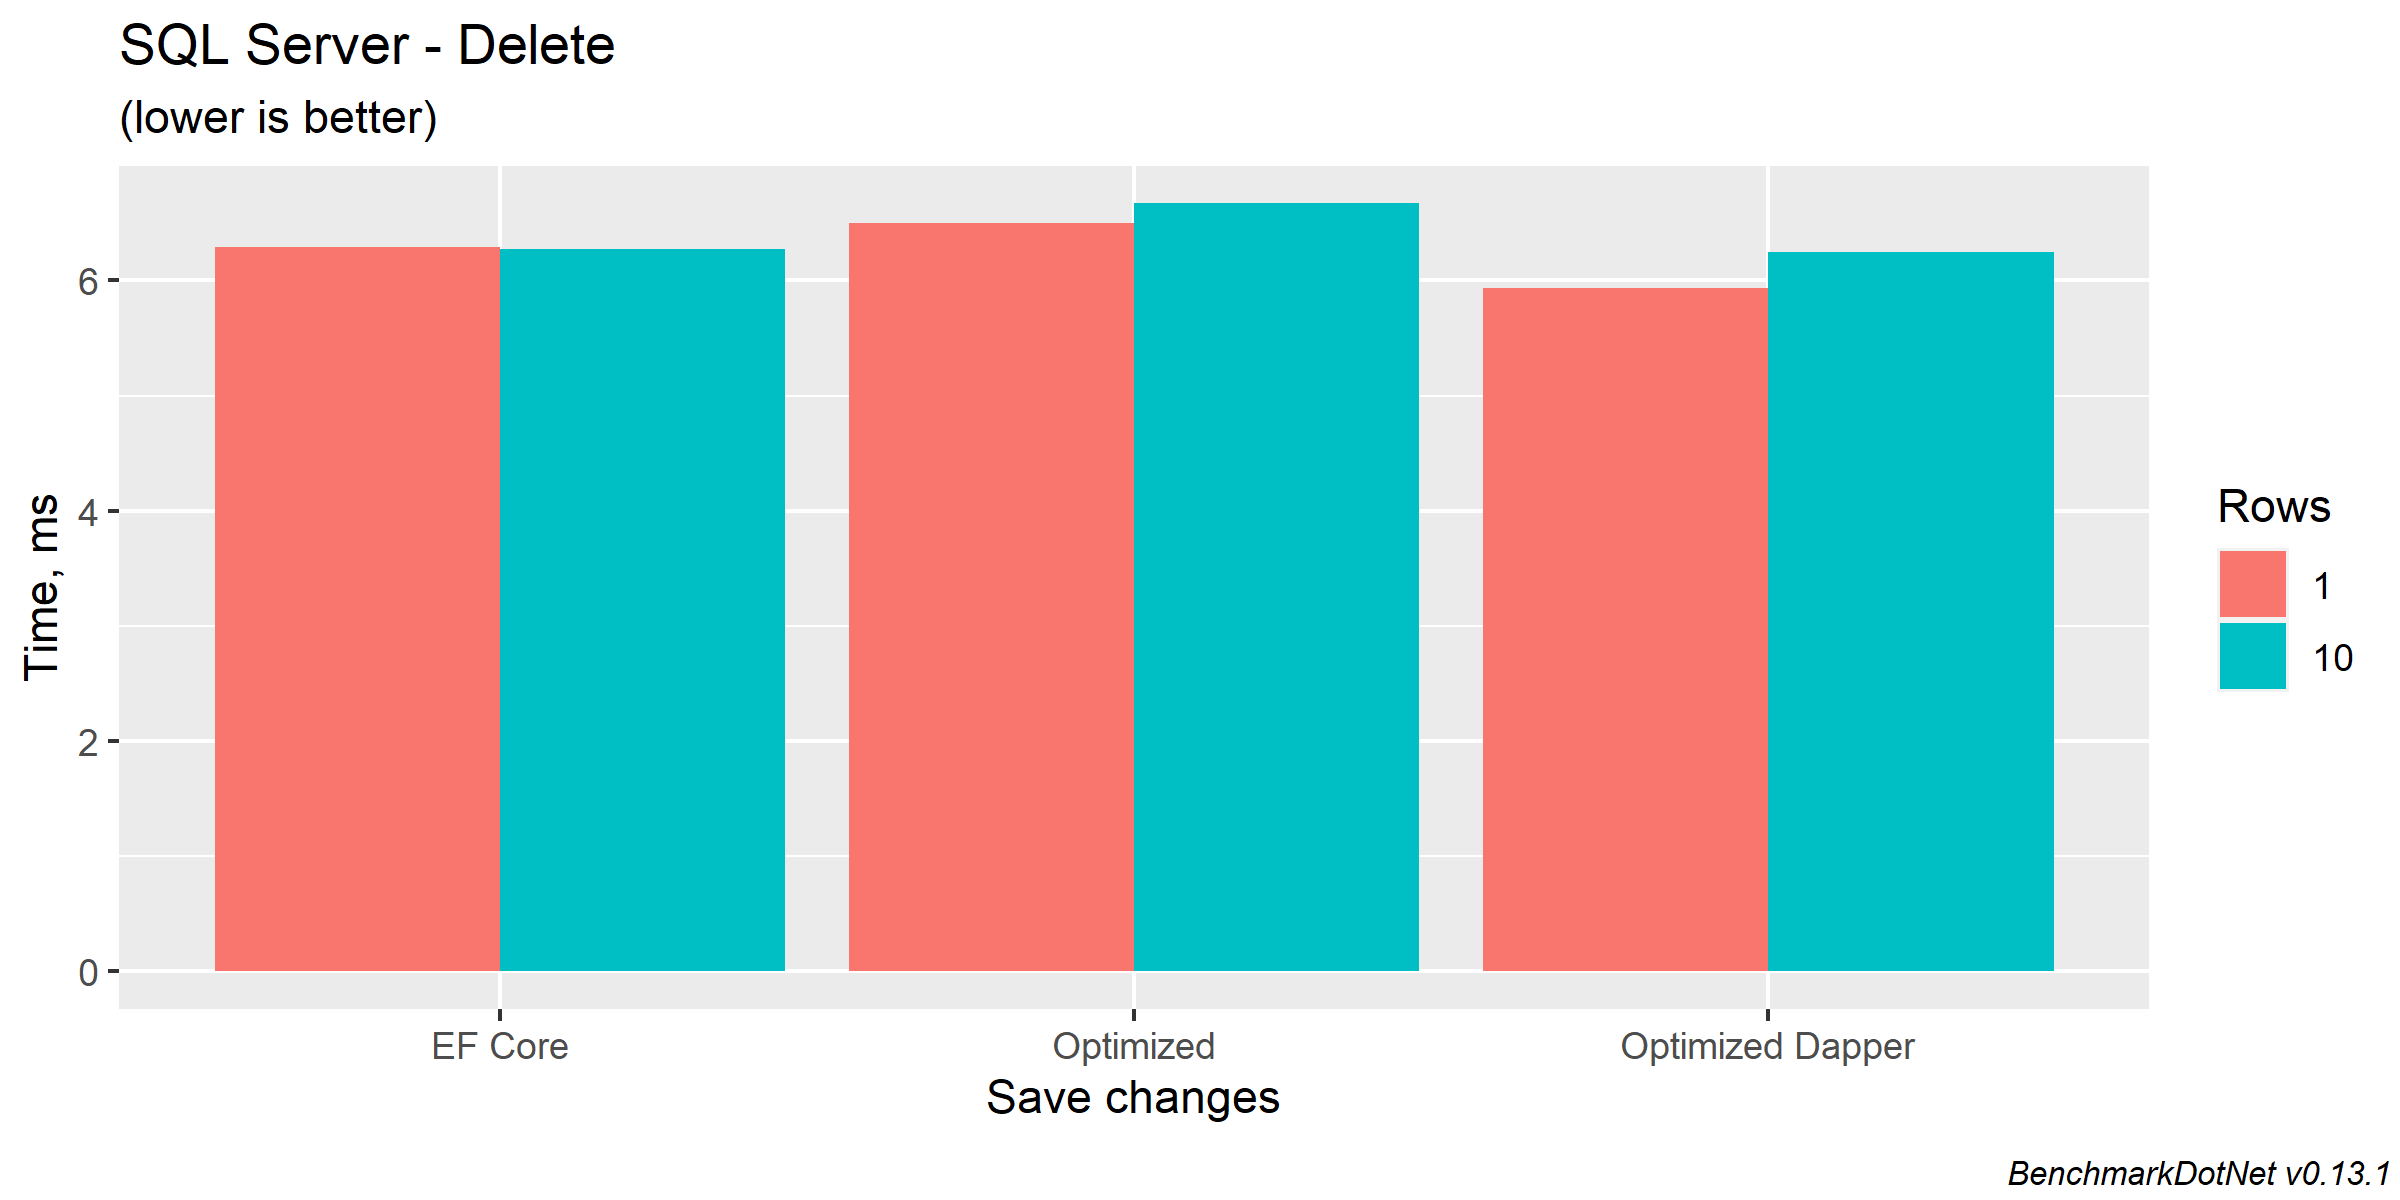 SQL Server - Delete
(lower is better)
Time, ms
6
4
2
0
EF Core
Optimized
Optimized Dapper
Save changes
Rows
1
10
BenchmarkDotNet v0.13.1